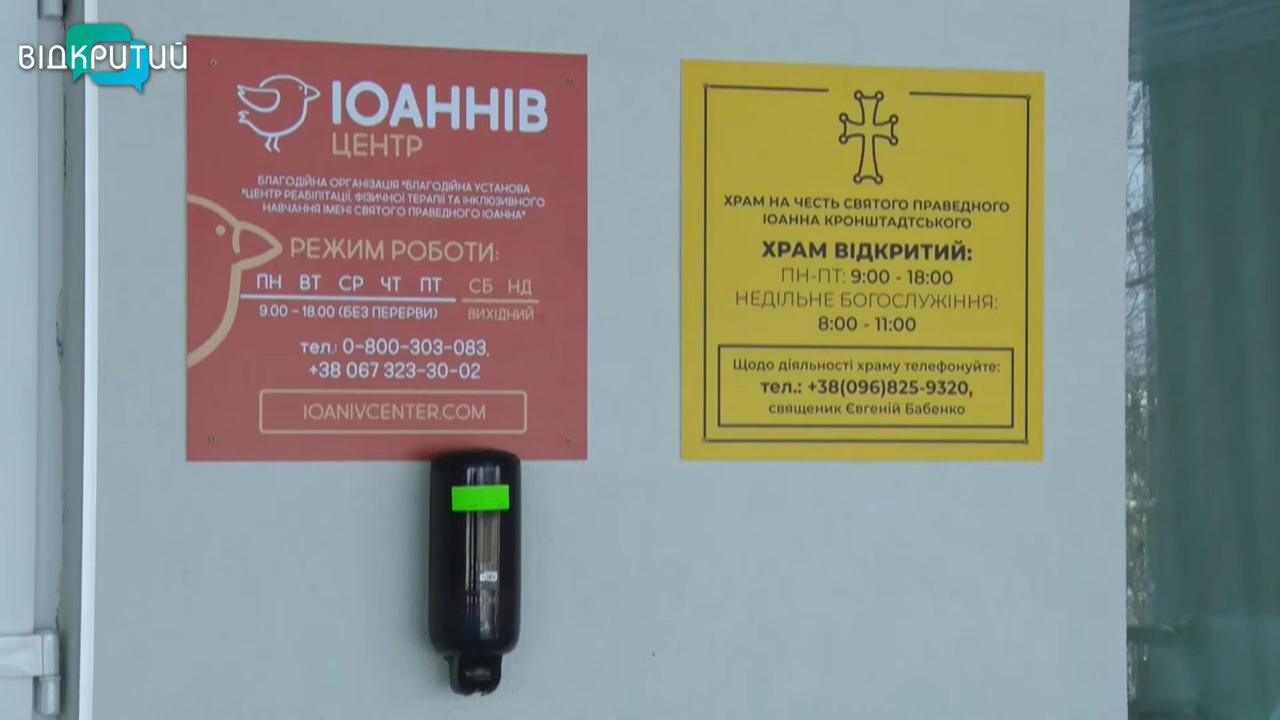 ВІДКРИТИЙ
ІОАННІВ
ЦЕНТР
БЛАГОДІЙНА ОРГАНІЗАЦІЯ "БЛАГОДІЙНА УСТАНОВА
"ЦЕНТР РЕАБІЛІТАЦІЇ, ФІЗИЧНОЇ ТЕРАПІЇ ТА ІНКЛЮЗИВНОГО
НАВЧАННЯ ІМЕНІ СВЯТОГО ПРАВЕДНОГО ІОАННА"
РЕЖИМ РОБОТИ:
ПН ВТ СР ЧТ ПТ СБ НД
9.00 – 18.00 (БЕЗ ПЕРЕРВИ) ВИХІДНИЙ
тел.: 0-800-303-083,
+38 067 323-30-02
IOANIVCENTER.COM
ХРАМ НА ЧЕСТЬ СВЯТОГО ПРАВЕДНОГО
ІОАННА КРОНШТАДТСЬКОГО
ХРАМ ВІДКРИТИЙ:
ПН-ПТ: 9:00 - 18:00
НЕДІЛЬНЕ БОГОСЛУЖІННЯ:
8:00 - 11:00
Щодо діяльності храму телефонуйте:
тел.: +38(096)825-9320,
священик Євгеній Бабенко